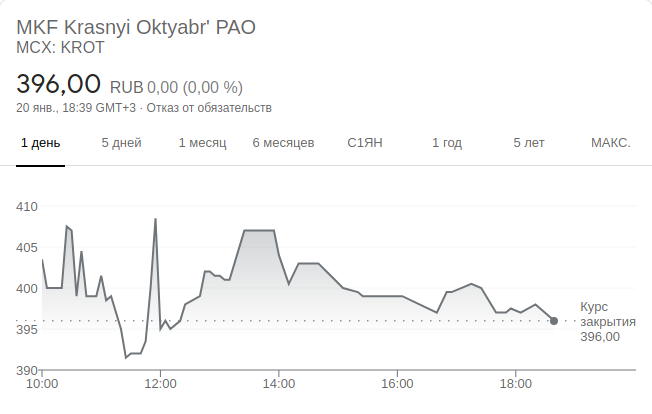 MKF Krasnyi Oktyabr' PAO
MCX: KROT
396,00 RUB 0,00 (0,00 %)
20 янв., 18:39 GMT+3 · Отказ от обязательств
1 день 5 дней 1 месяц 6 месяцев С1ЯН 1 год 5 лет МАКС.
410
405
400
395
390
Курс
закрытия
396,00
10:00 12:00 14:00 16:00 18:00